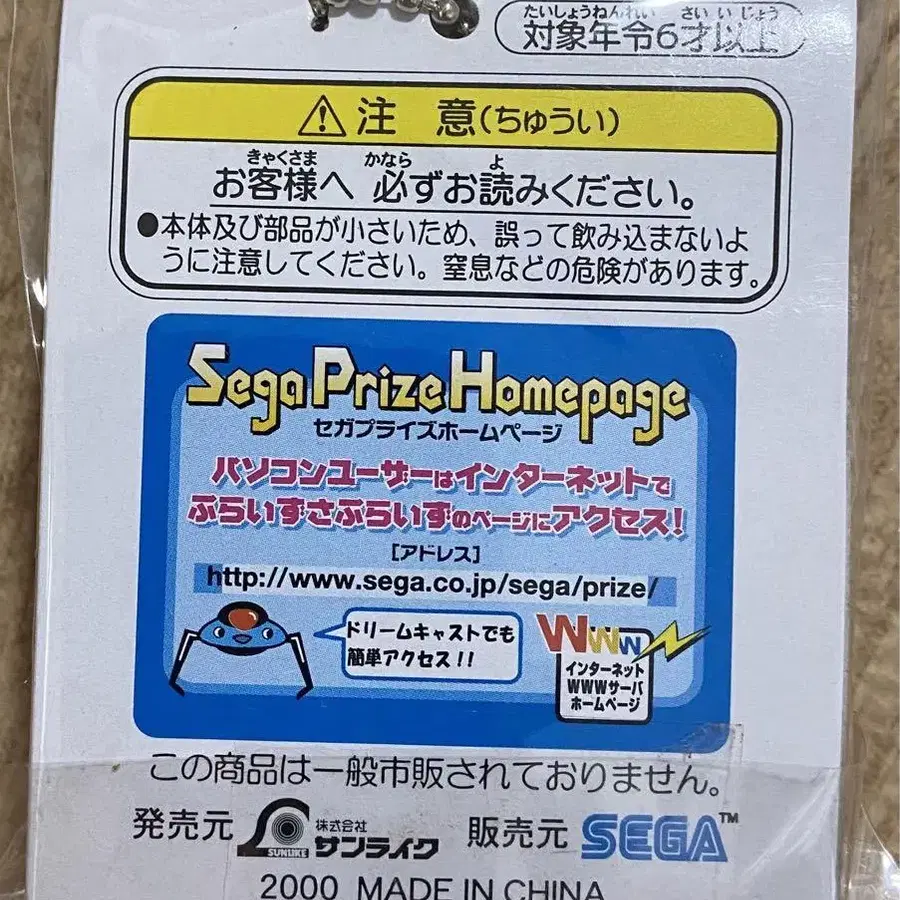 たいしょうねんれい さいいじょう
対象年令6才以上
⚠注 意(ちゅうい)
きゃくさま かなら よ
お客様へ 必ずお読みください。
●本体及び部品が小さいため、誤って飲み込まないよ
うに注意してください。窒息などの危険があります。
Sega Prize Homepage
セガプライズホームページ
パソコンユーザーはインターネットで
ぷらいずさぷらいずのページにアクセス!
[アドレス]
http://www.sega.co.jp/sega/prize/
ドリームキャストでも
簡単アクセス!!
WWW
インターネット
WWWサーバ
ホームページ
この商品は一般市販されておりません。
発売元 SUNLIKE 株式会社 サンライク 販売元 SEGA™
2000 MADE IN CHINA